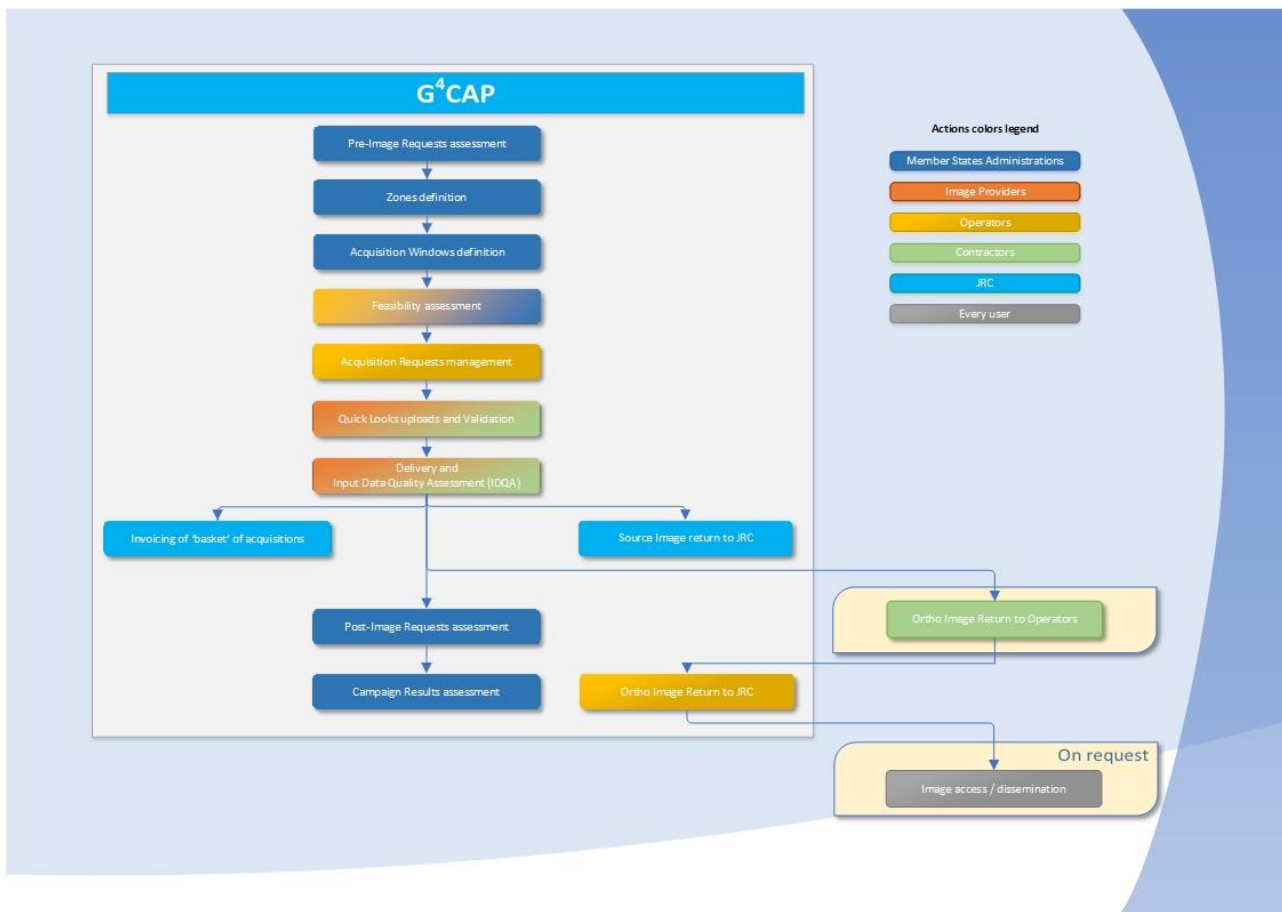 G⁴CAP
Pre-Image Requests assessment
Zones definition
Acquisition Windows definition
Feasibility assessment
Acquisition Requests management
Quick Looks uploads and Validation
Delivery and
Input Data Quality Assessment (IDQA)
Invoicing of 'basket' of acquisitions
Source Image return to JRC
Post-Image Requests assessment
Campaign Results assessment
Ortho Image Return to Operators
Ortho Image Return to JRC
On request
Image access / dissemination
Actions colors legend
Member States Administrations
Image Providers
Operators
Contractors
JRC
Every user